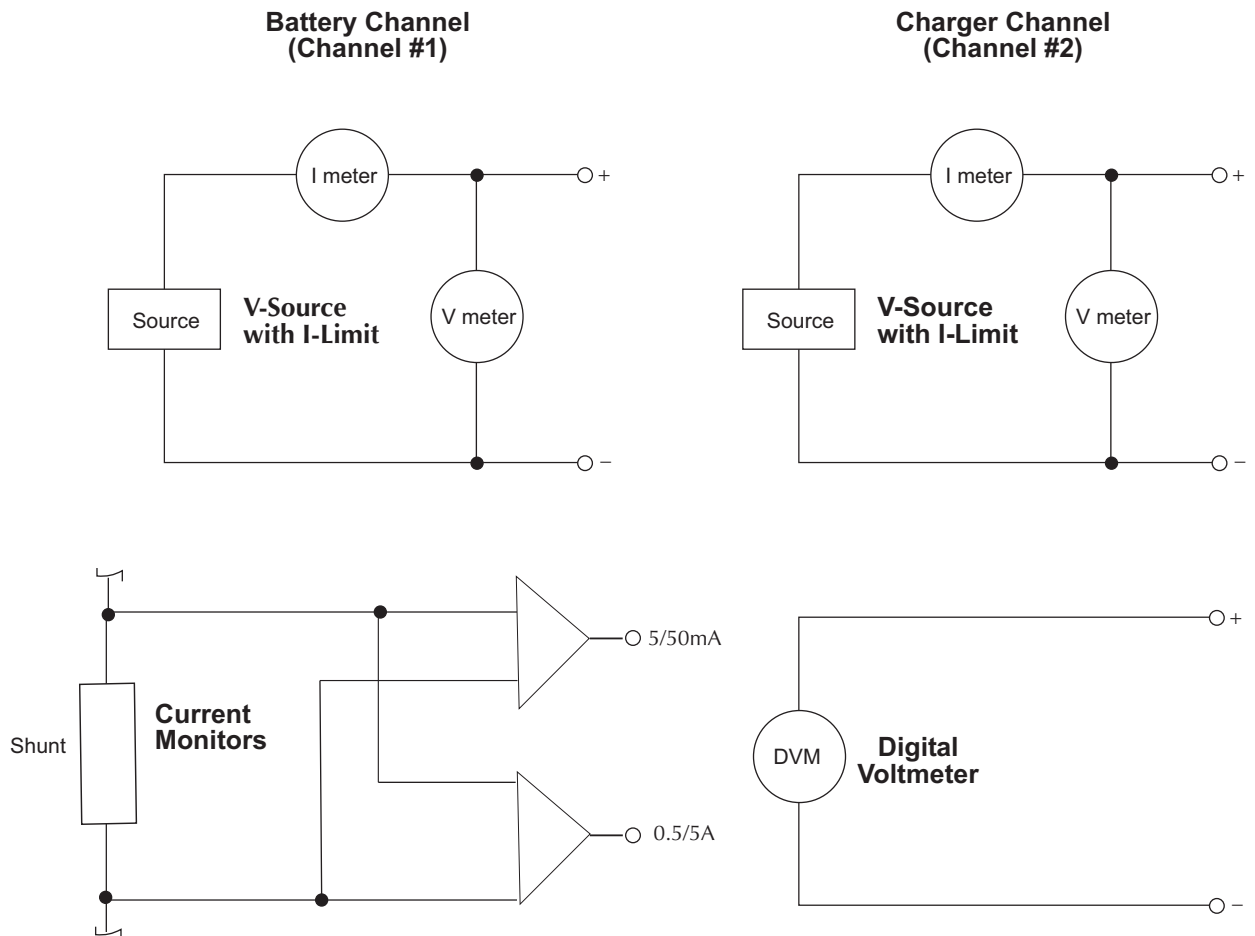 Battery Channel
(Channel #1)
Charger Channel
(Channel #2)
I meter
+
Source
V-Source
with I-Limit
V meter
−
I meter
+
Source
V-Source
with I-Limit
V meter
−
5/50mA
Shunt
Current
Monitors
0.5/5A
+
DVM
Digital
Voltmeter
−